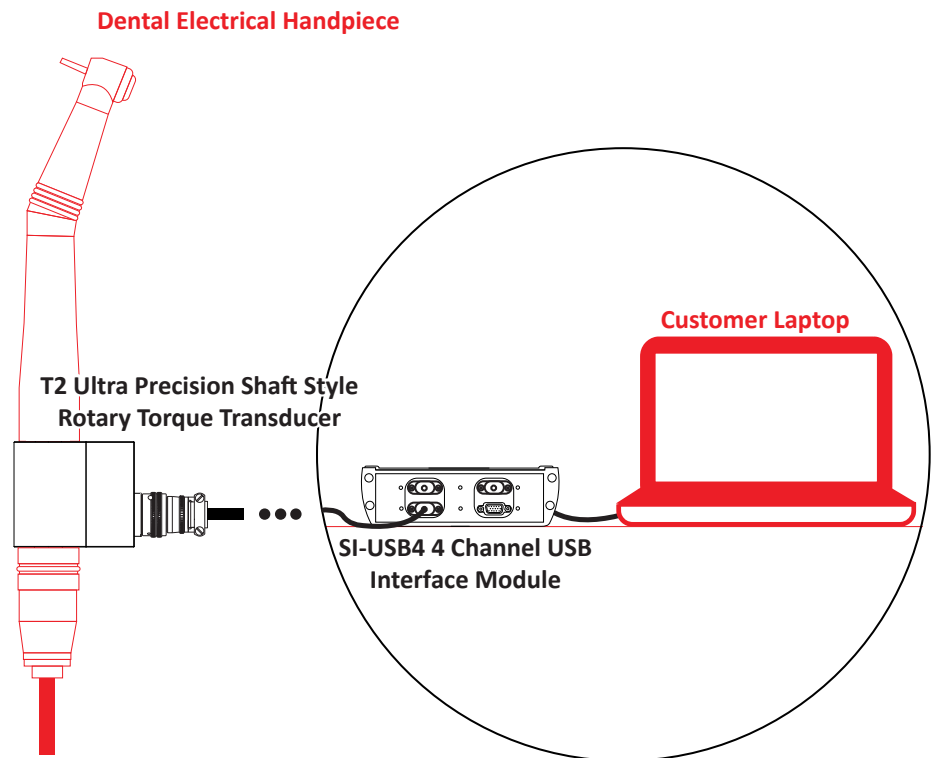 Dental Electrical Handpiece
Customer Laptop
T2 Ultra Precision Shaft Style
Rotary Torque Transducer
SI-USB4 4 Channel USB
Interface Module